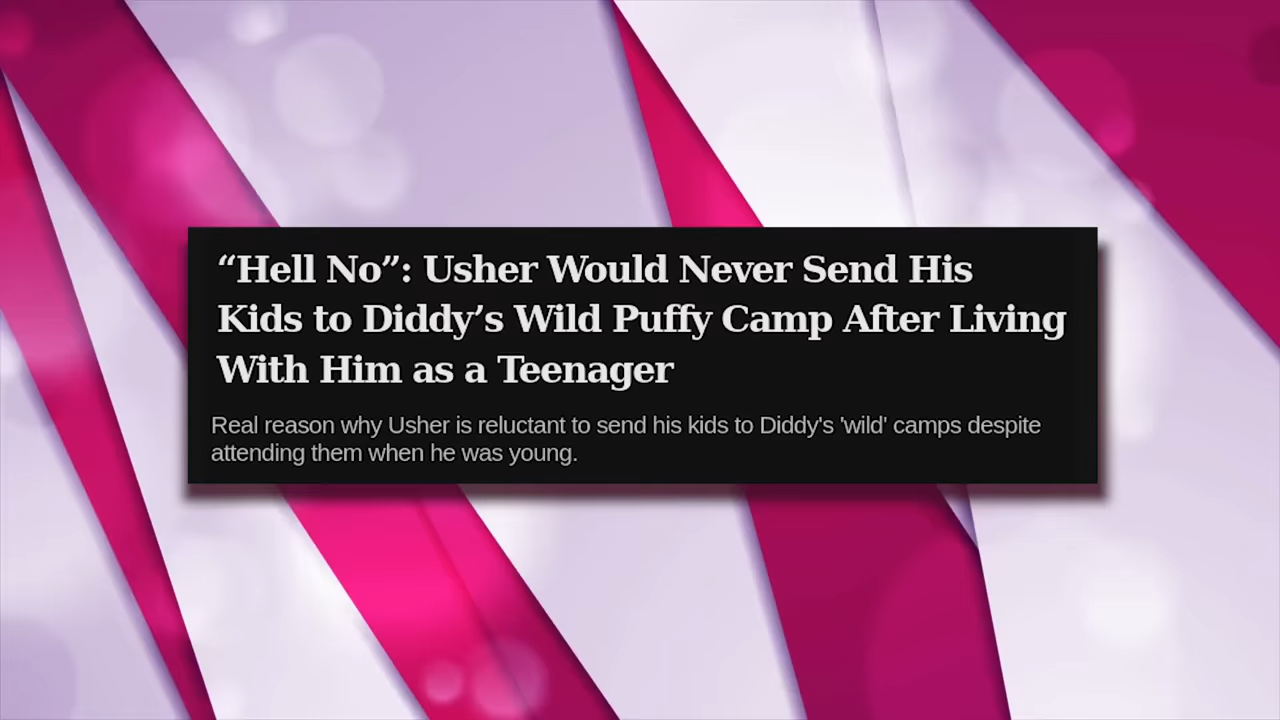 “Hell No”: Usher Would Never Send His
Kids to Diddy’s Wild Puffy Camp After Living
With Him as a Teenager
Real reason why Usher is reluctant to send his kids to Diddy's 'wild' camps despite
attending them when he was young.